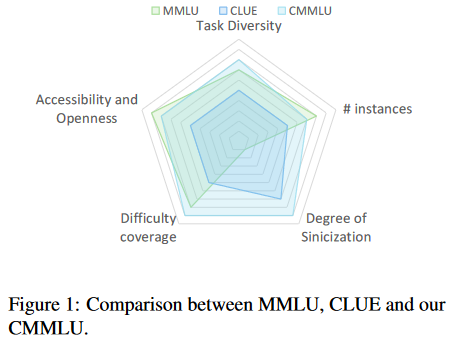 MMLU CLUE CMMLU
Task Diversity
Accessibility and
Openness
# instances
Difficulty
coverage
Degree of
Sinicization
Figure 1: Comparison between MMLU, CLUE and our
CMMLU.